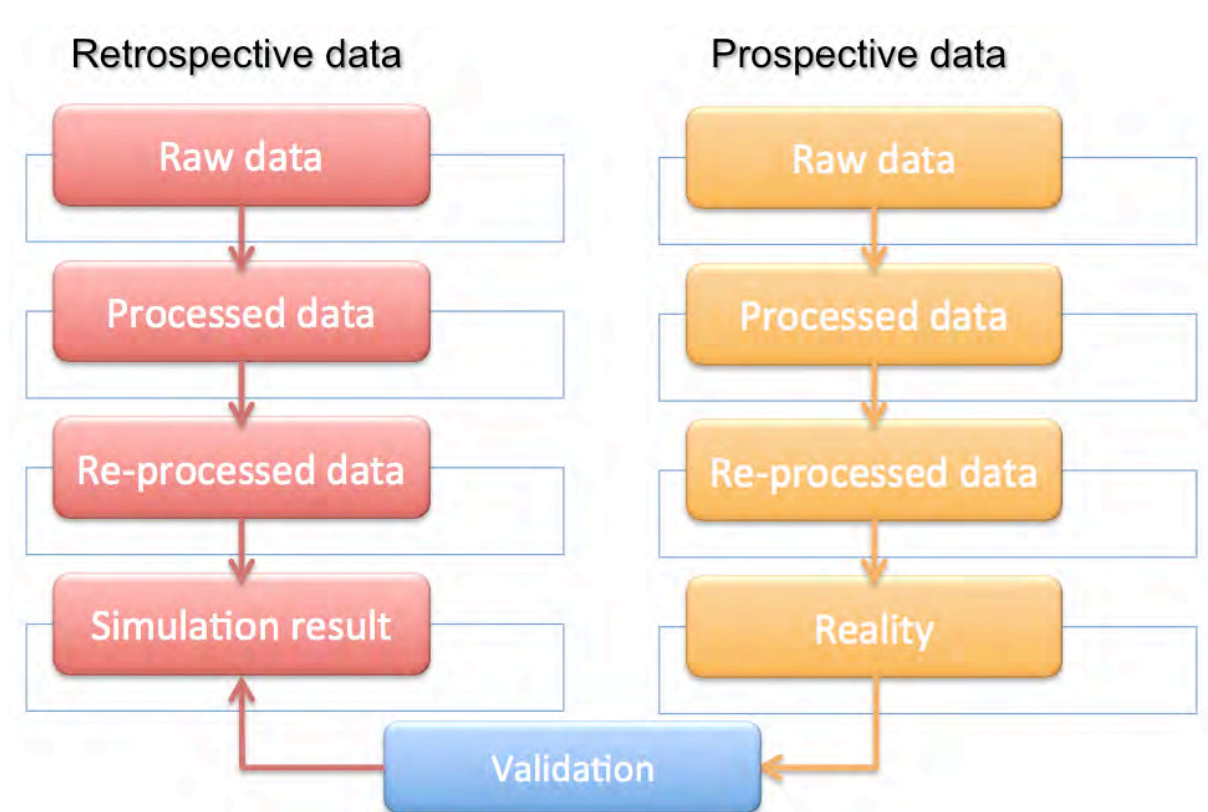 Retrospective data
Prospective data
Raw data
Raw data
Processed data
Processed data
Re-processed data
Re-processed data
Simulation result
Reality
Validation